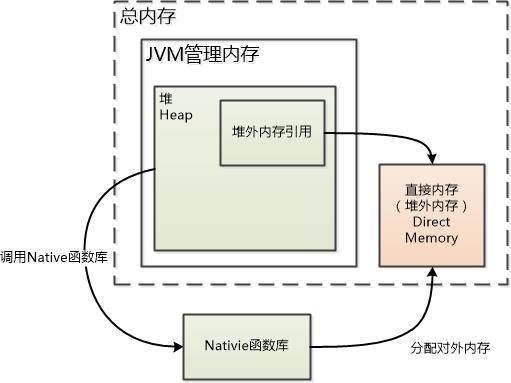 总内存
JVM管理内存
堆
Heap
堆外内存引用
直接内存
（堆外内存）
Direct
Memory
调用Native函数库
Nativie函数库
分配对外内存